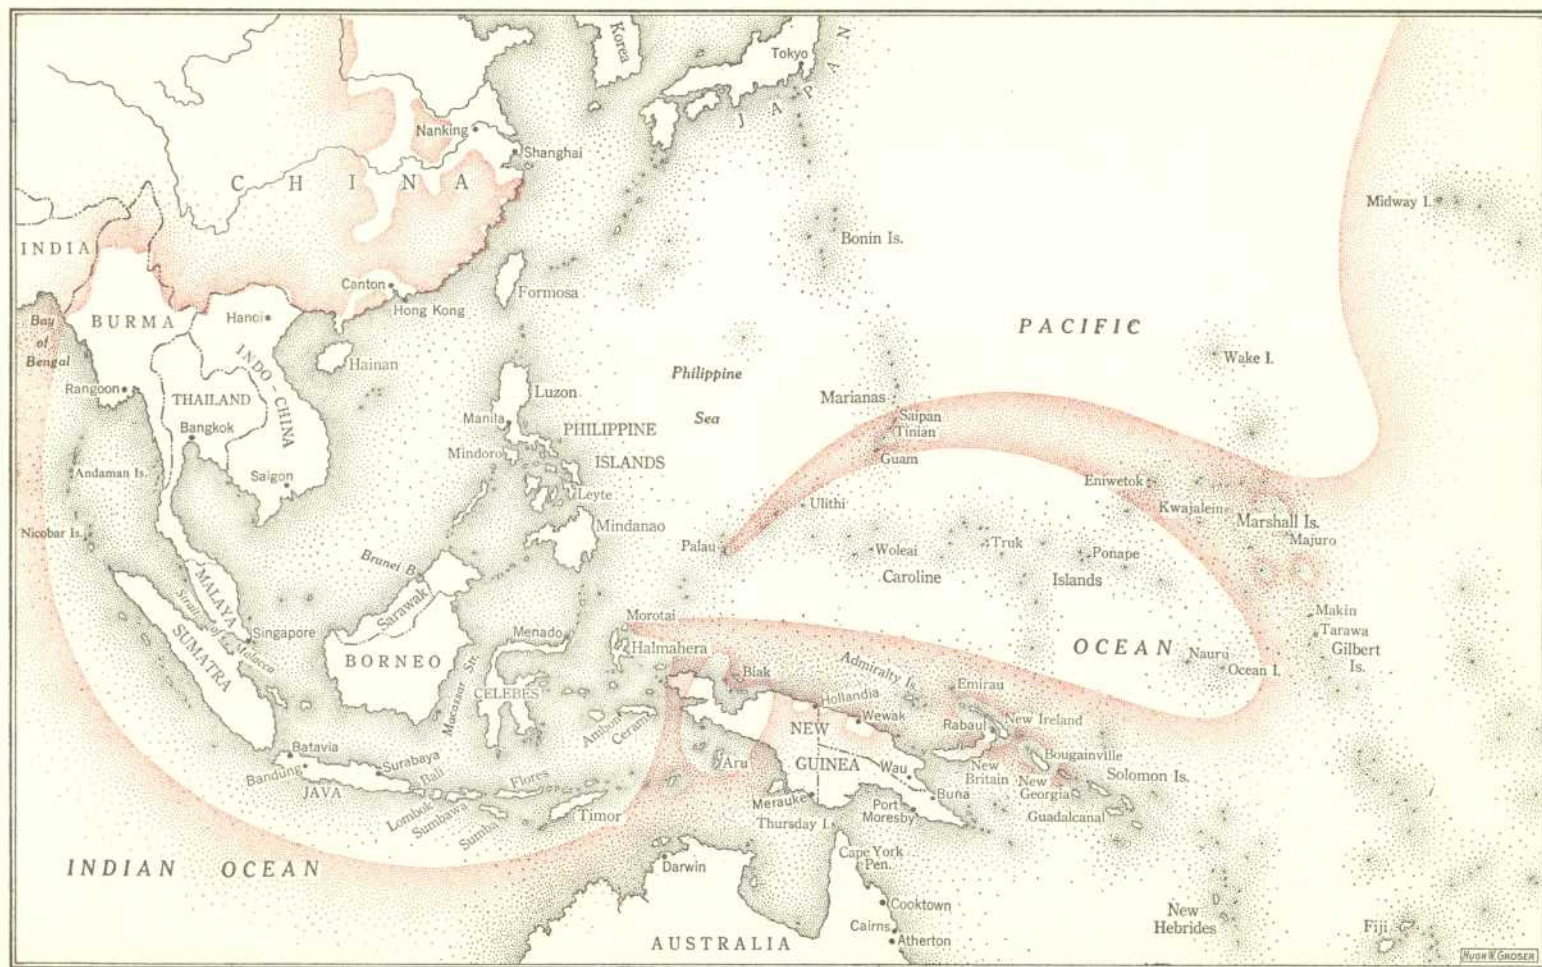 Korea
Tokyo
JAPAN
Nanking
Shanghai
CHINA
Midway I.
INDIA
Bonin Is.
Canton
Formosa
Hong Kong
Bay
of
Bengal
BURMA
Hanoi
PACIFIC
Hainan
Wake I.
Philippine
Sea
Rangoon
THAILAND
INDO-CHINA
Luzon
Marianas
Saipan
Tinian
Guam
Bangkok
Manila
PHILIPPINE
ISLANDS
Mindoro
Andaman Is.
Saigon
Leyte
Eniwetok
Ulithi
Kwajalein
Marshall Is.
Majuro
Nicobar Is.
Mindanao
Palau
Woleai
Truk
Ponape
Caroline
Islands
Brunei B.
MALAYA
Straits of Malacca
Sarawak
Morotai
Makin
Tarawa
Gilbert
Is.
Singapore
SUMATRA
BORNEO
Menado
Halmahera
OCEAN
Nauru
Ocean I.
Macassar Str.
CELEBES
Biak
Admiralty Is.
Emirau
Hollandia
Wewak
Rabaul
New Ireland
Ambon
Ceram
NEW
GUINEA
Bougainville
Batavia
Bandung
Surabaya
JAVA
Bali
Lombok
Sumbawa
Sumba
Flores
Timor
Aru
Wau
New
Britain
New
Georgia
Solomon Is.
Merauke
Buna
Port
Moresby
Guadalcanal
Thursday I.
INDIAN OCEAN
Darwin
Cape York
Pen.
Cooktown
Cairns
Atherton
AUSTRALIA
New
Hebrides
Fiji
HUGH W. GROSER